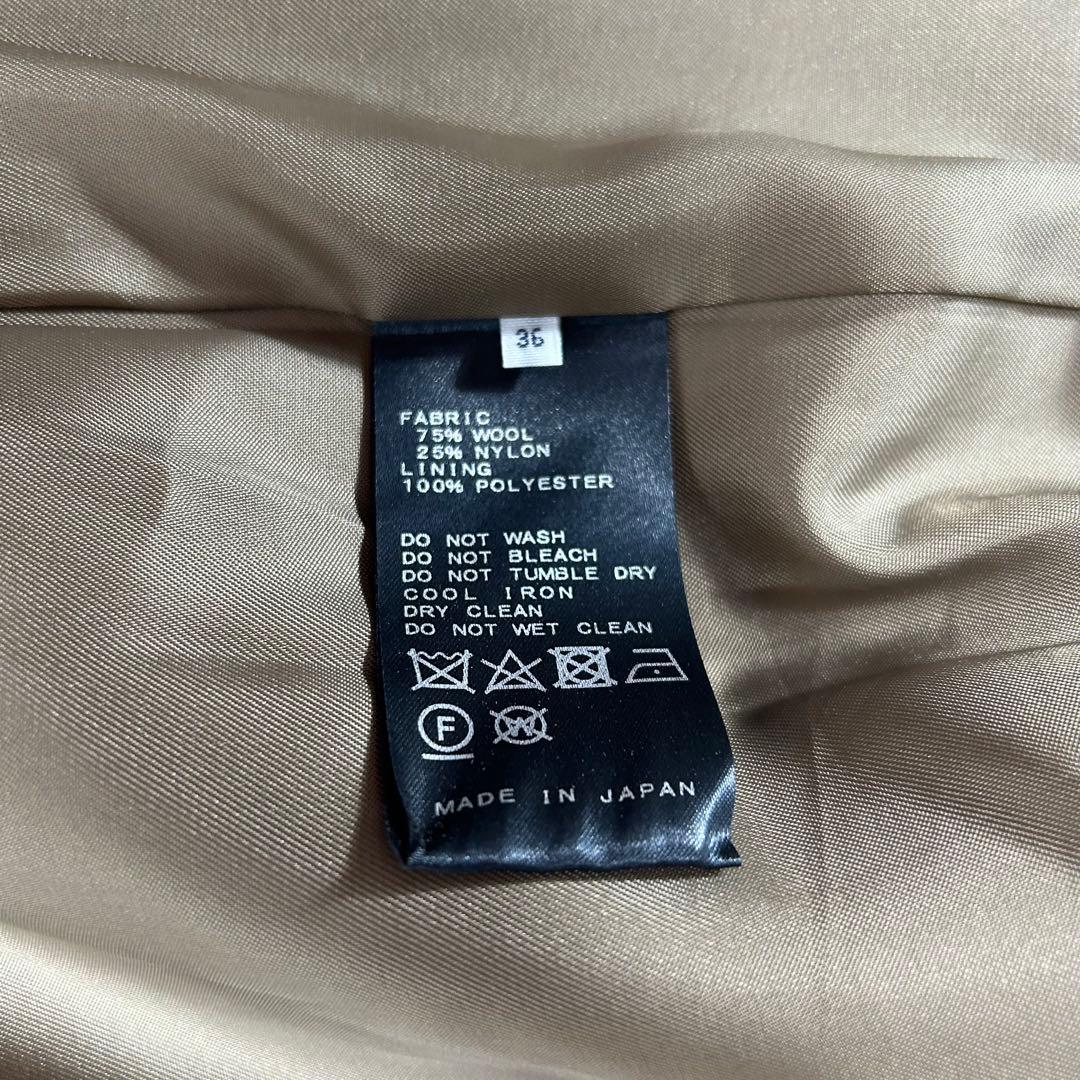 36
FABRIC
75% WOOL
25% NYLON
LINING
100% POLYESTER
DO NOT WASH
DO NOT BLEACH
DO NOT TUMBLE DRY
COOL IRON
DRY CLEAN
DO NOT WET CLEAN
F W
MADE IN JAPAN